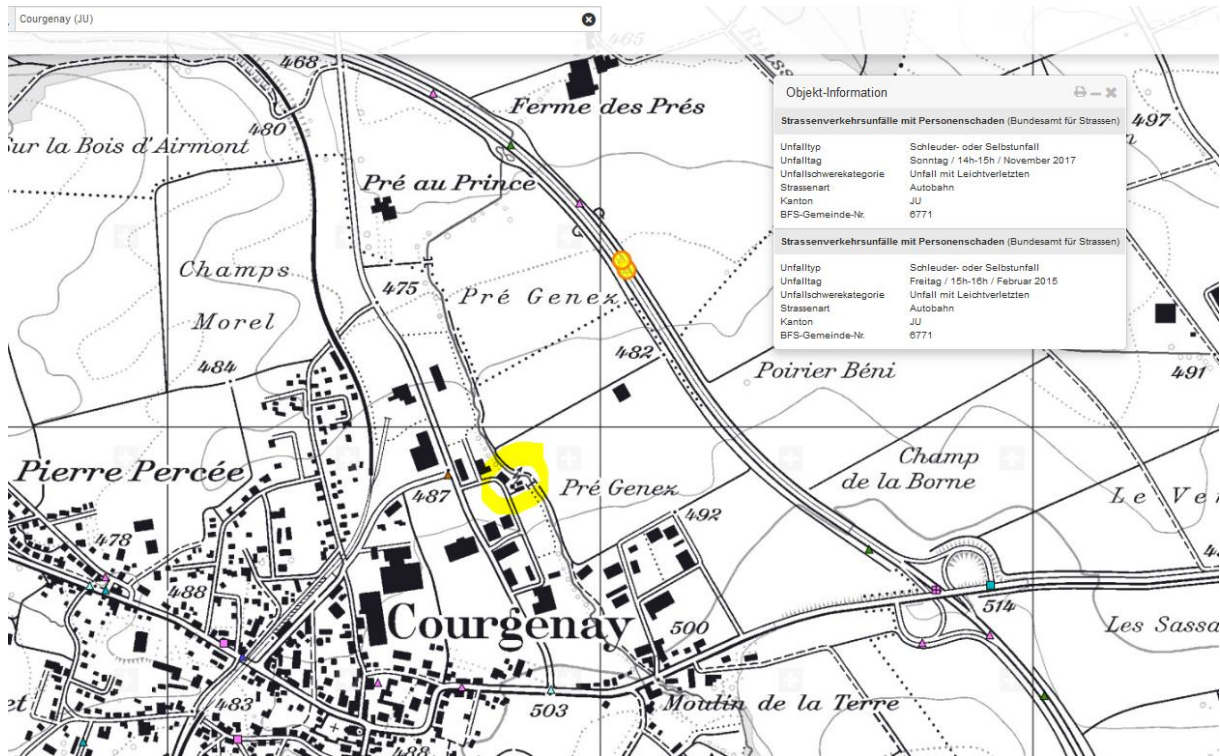 Courgenay (JU)
465
468
Ferme des Prés
480
Sur la Bois d'Airmont
Pré au Prince
Objekt-Information
Strassenverkehrsunfälle mit Personenschaden (Bundesamt für Strassen)
Unfalltyp Schleuder- oder Selbstunfall
Unfalltag Sonntag / 14h-15h / November 2017
Unfallschwerekategorie Unfall mit Leichtverletzten
Strassenart Autobahn
Kanton JU
BFS-Gemeinde-Nr. 6771
Strassenverkehrsunfälle mit Personenschaden (Bundesamt für Strassen)
Unfalltyp Schleuder- oder Selbstunfall
Unfalltag Freitag / 15h-16h / Februar 2015
Unfallschwerekategorie Unfall mit Leichtverletzten
Strassenart Autobahn
Kanton JU
BFS-Gemeinde-Nr. 6771
497
Champs
Morel
475
Pré Genez
484
482
Poirier Béni
491
Pierre Percée
487
Pré Genez
Champ
de la Borne
Le Ver
478
492
488
Courgenay
500
514
Les Sassa
483
503
Moulin de la Terre
488